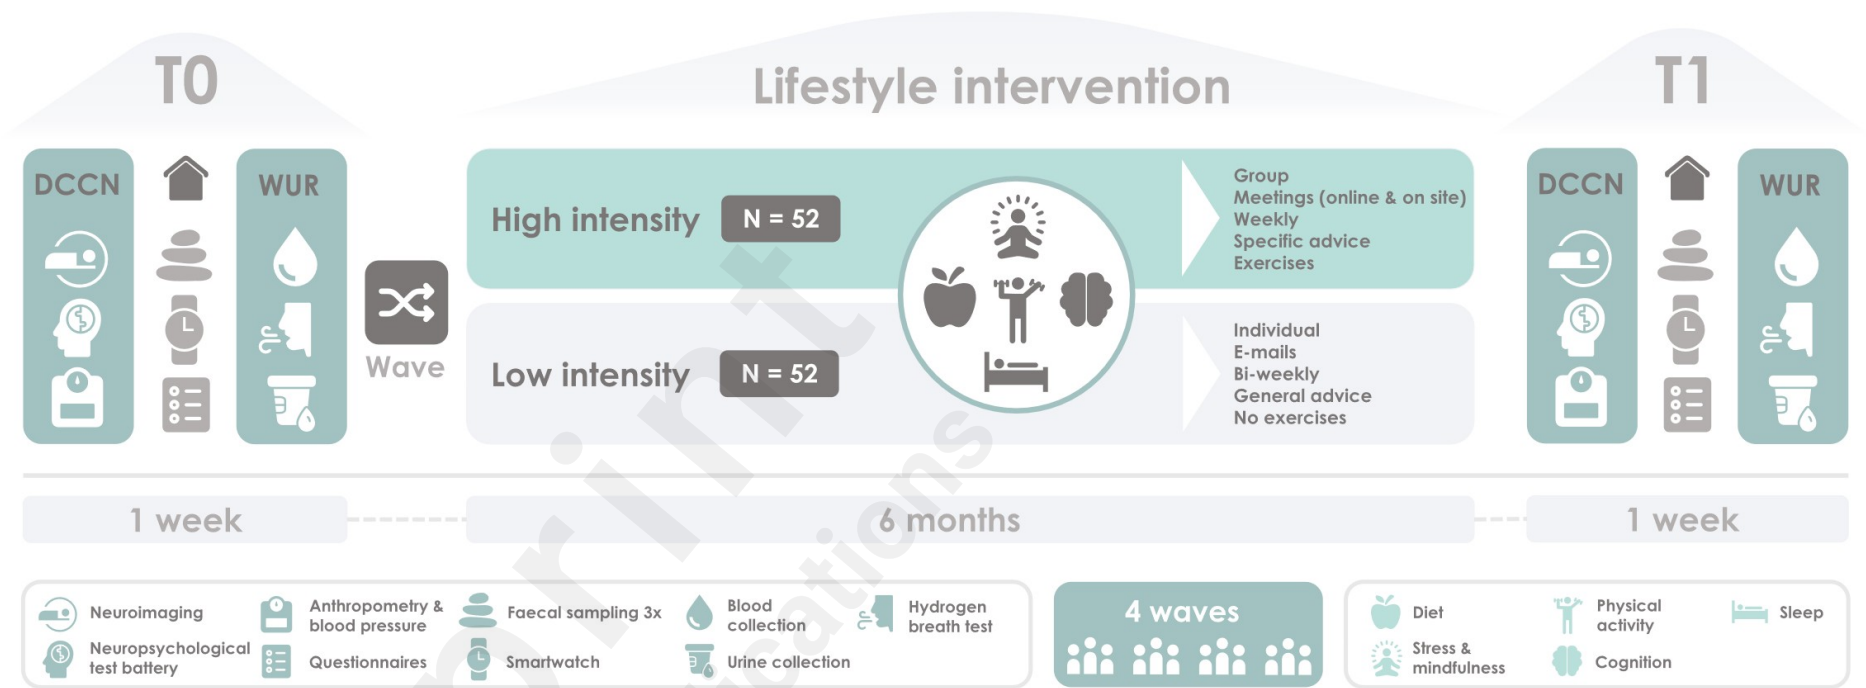 T0
Lifestyle intervention
T1
DCCN
WUR
Wave
High intensity
N = 52
Group
Meetings (online & on site)
Weekly
Specific advice
Exercises
Low intensity
N = 52
Individual
E-mails
Bi-weekly
General advice
No exercises
DCCN
WUR
1 week
6 months
1 week
Neuroimaging
Neuropsychological
test battery
Anthropometry &
blood pressure
Questionnaires
Faecal sampling 3x
Smartwatch
Blood
collection
Urine collection
Hydrogen
breath test
4 waves
Diet
Stress &
mindfulness
Physical
activity
Cognition
Sleep
print
ications